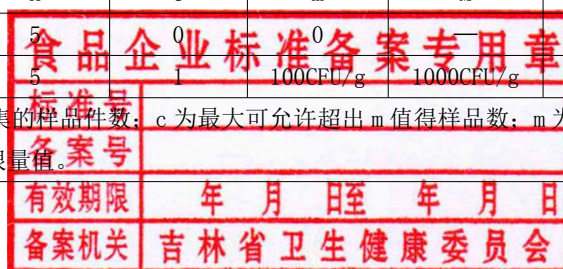 5 0 0 —
食品企业标准备案专用章
5 1 100CFU/g 1000CFU/g
标准号
集的样品件数；c 为最大可允许超出 m 值得样品数；m 为
备案号
限量值。
有效期限 年 月 日至 年 月 日
备案机关 吉林省卫生健康委员会